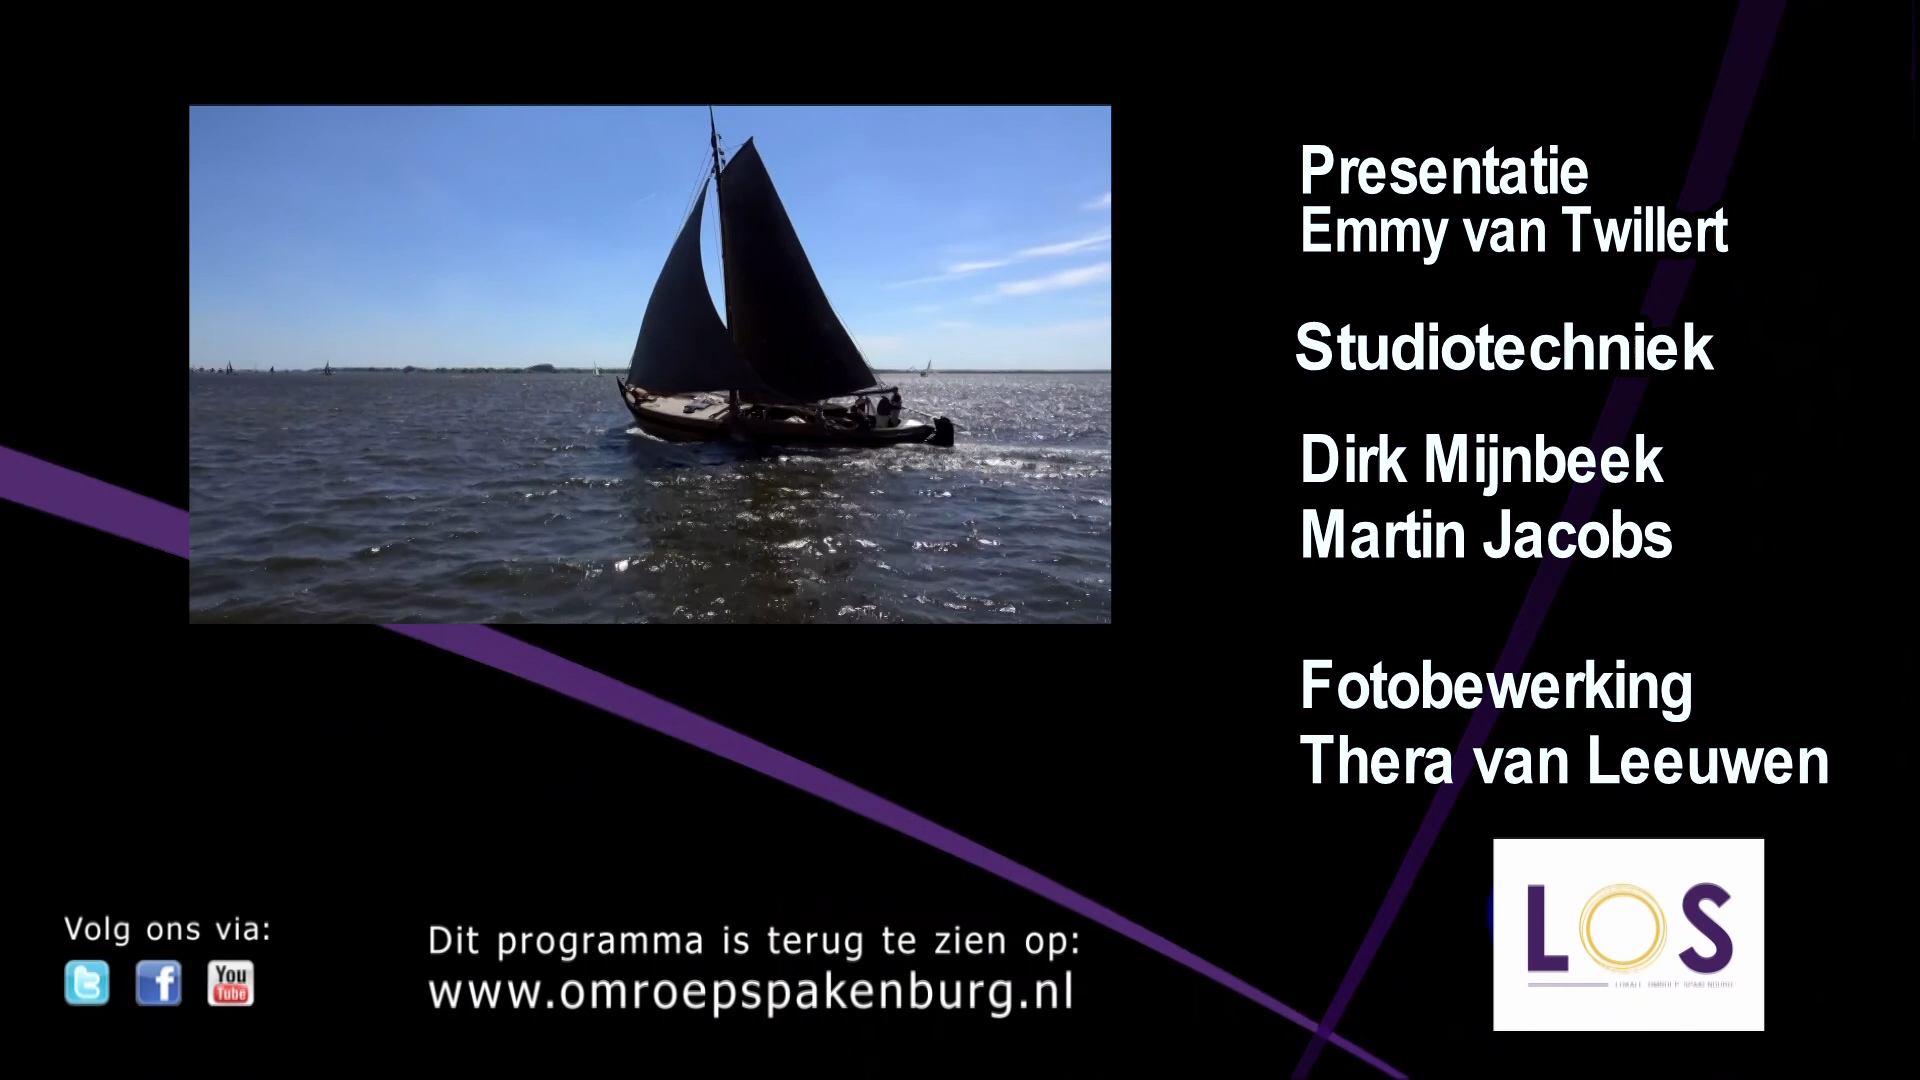 Presentatie
Emmy van Twillert
Studiotechniek
Dirk Mijnbeek
Martin Jacobs
Fotobewerking
Thera van Leeuwen
Volg ons via:
You
Tube
Dit programma is terug te zien op:
www.omroepspakenburg.nl
LOS